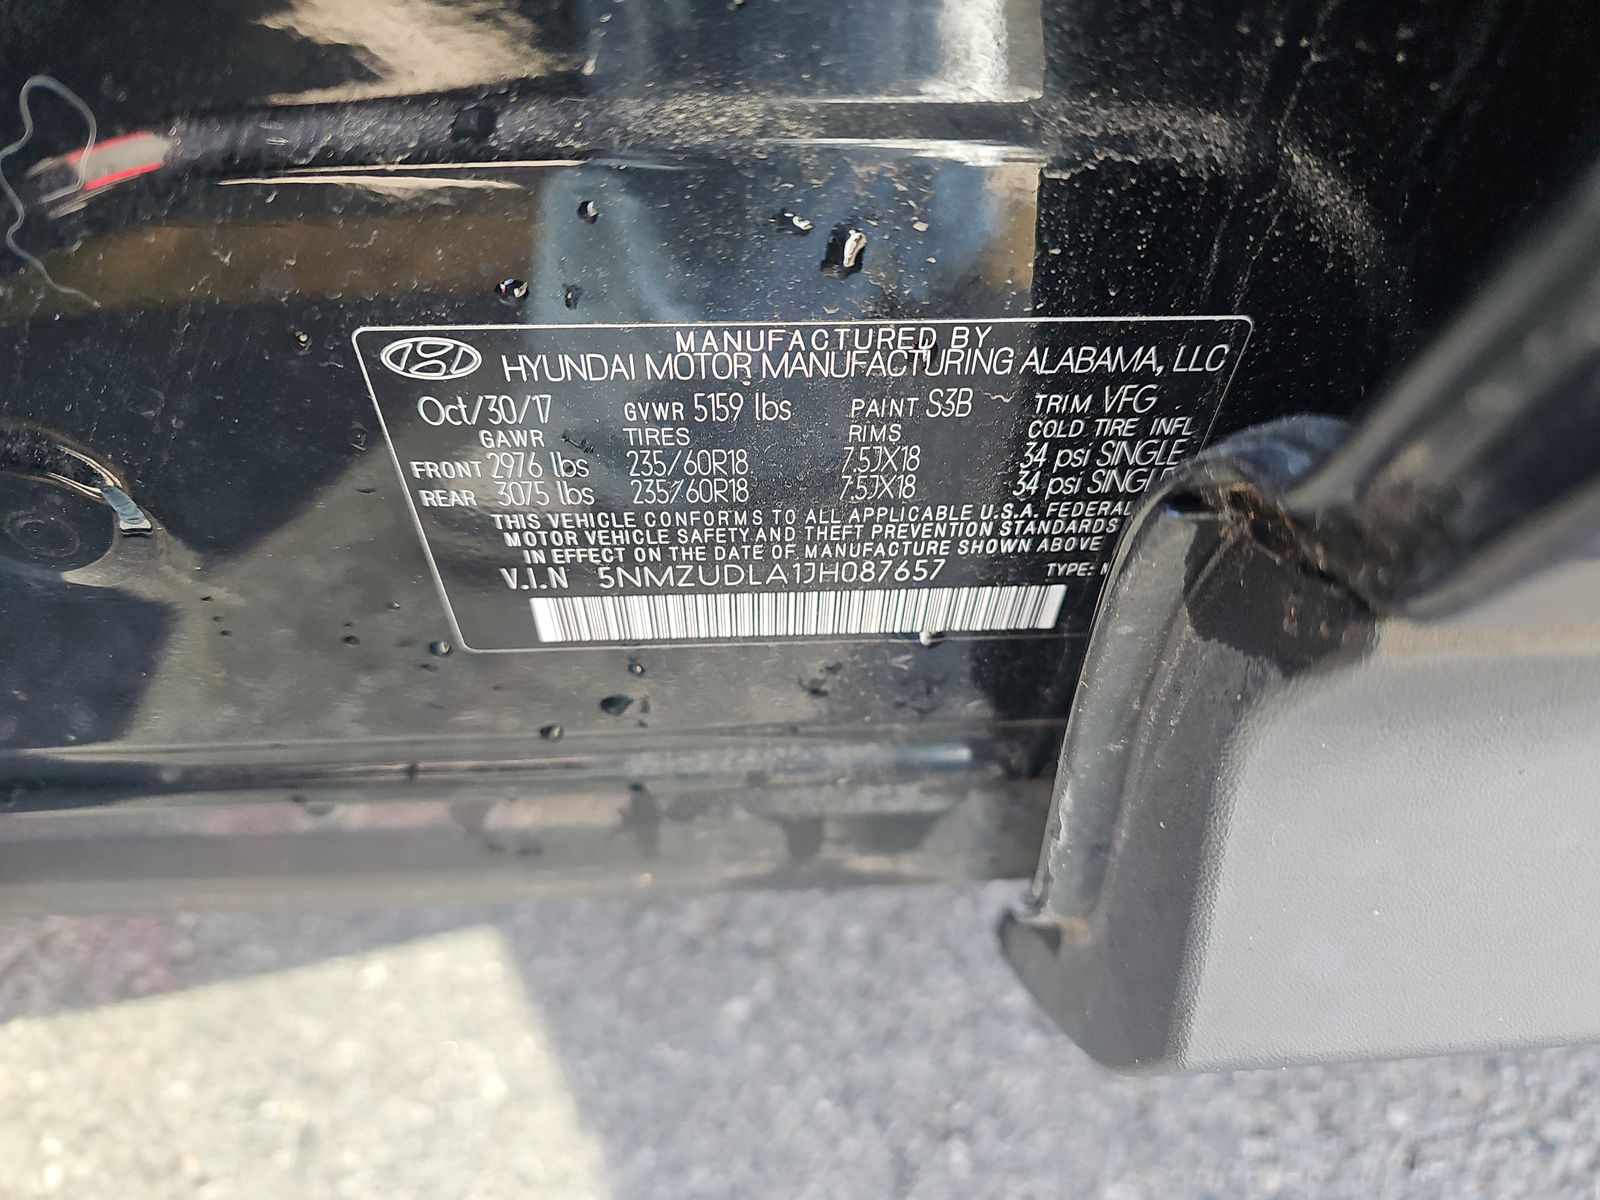 MANUFACTURED BY
HYUNDAI MOTOR MANUFACTURING ALABAMA, LLC
Oct/30/17 GVWR 5159 lbs PAINT S3B TRIM VFG
GAWR TIRES RIMS COLD TIRE INFL
FRONT 2976 lbs 235/60R18 7.5JX18 34 psi SINGLE
REAR 3075 lbs 235/60R18 7.5JX18 34 psi
THIS VEHICLE CONFORMS TO ALL APPLICABLE U.S.A. FEDERAL
MOTOR VEHICLE SAFETY AND THEFT PREVENTION STANDARDS
IN EFFECT ON THE DATE OF MANUFACTURE SHOWN ABOVE
V.I.N 5NMZUDLA1JH087657 TYPE: